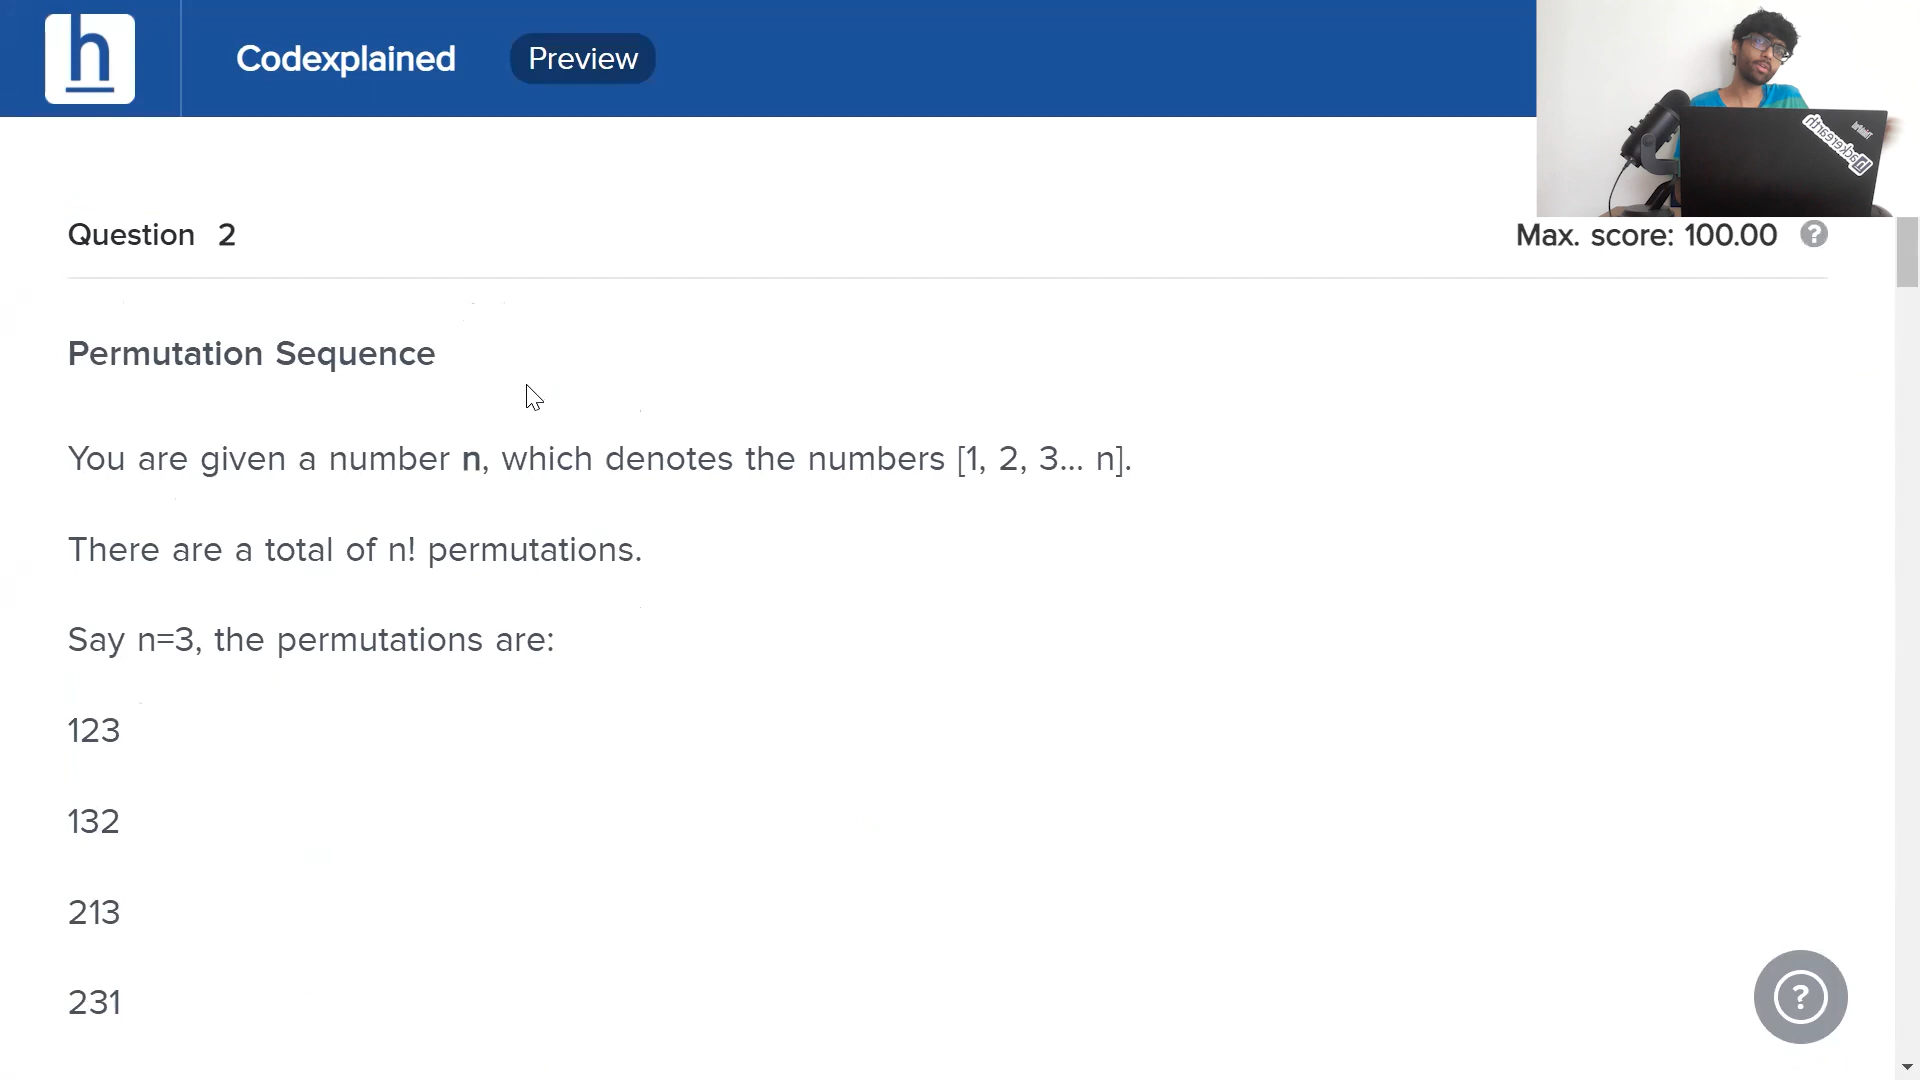 h
Codexplained
Preview
hackerearth
Question 2
Max. score: 100.00
?
Permutation Sequence
You are given a number n, which denotes the numbers [1, 2, 3... n].
There are a total of n! permutations.
Say n=3, the permutations are:
123
132
213
231
?